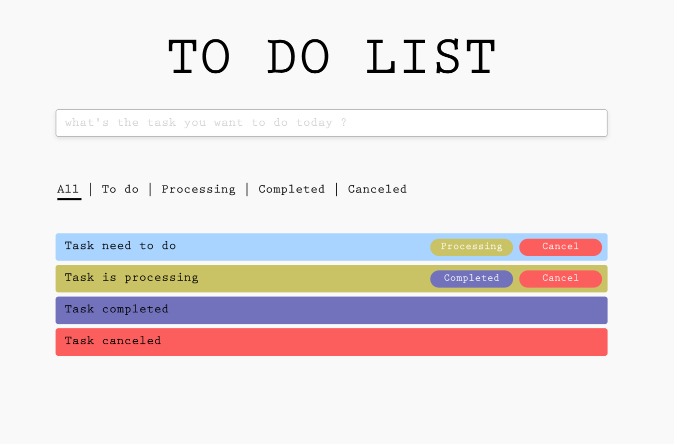 TO DO LIST
what's the task you want to do today ?
All | To do | Processing | Completed | Canceled
Task need to do Processing Cancel
Task is processing Completed Cancel
Task completed
Task canceled